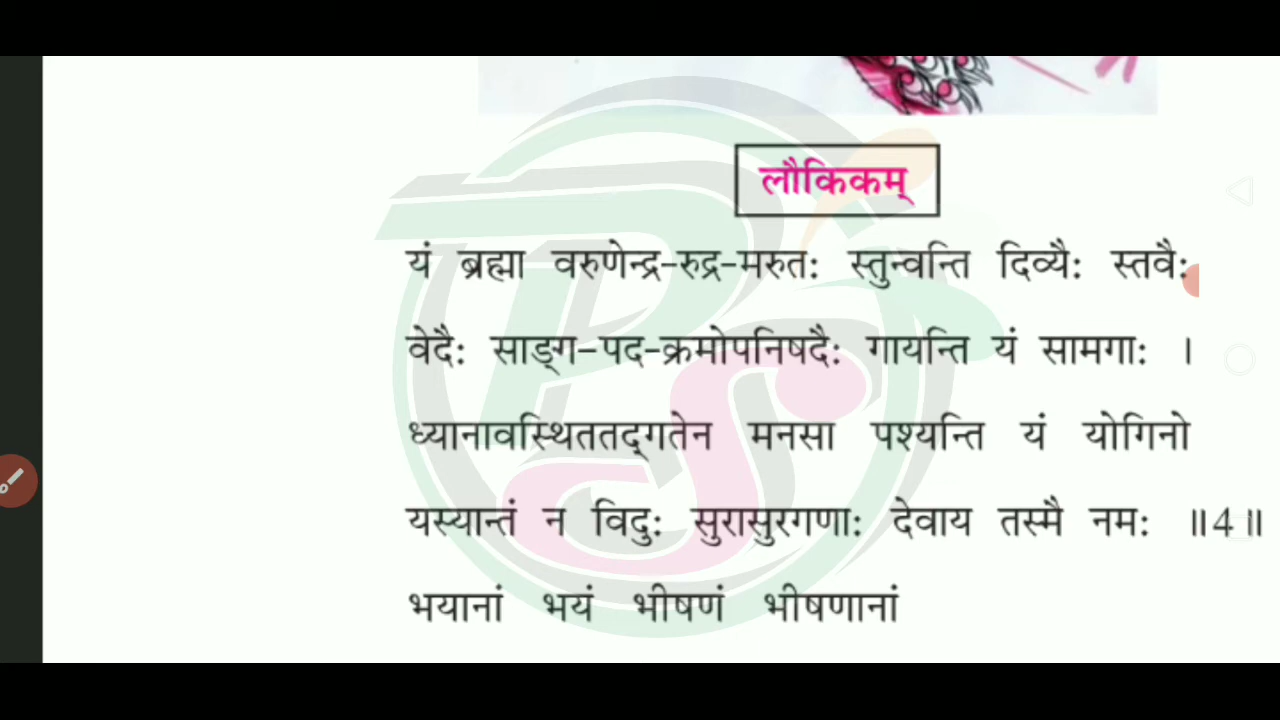 लौकिकम्
यं ब्रह्मा वरुणेन्द्र-रुद्र-मरुतः स्तुन्वन्ति दिव्यैः स्तवैः
वेदैः साङ्ग-पद-क्रमोपनिषदैः गायन्ति यं सामगाः ।
ध्यानावस्थिततद्गतेन मनसा पश्यन्ति यं योगिनो
यस्यान्तं न विदुः सुरासुरगणाः देवाय तस्मै नमः ॥4॥
भयानां भयं भीषणं भीषणानां